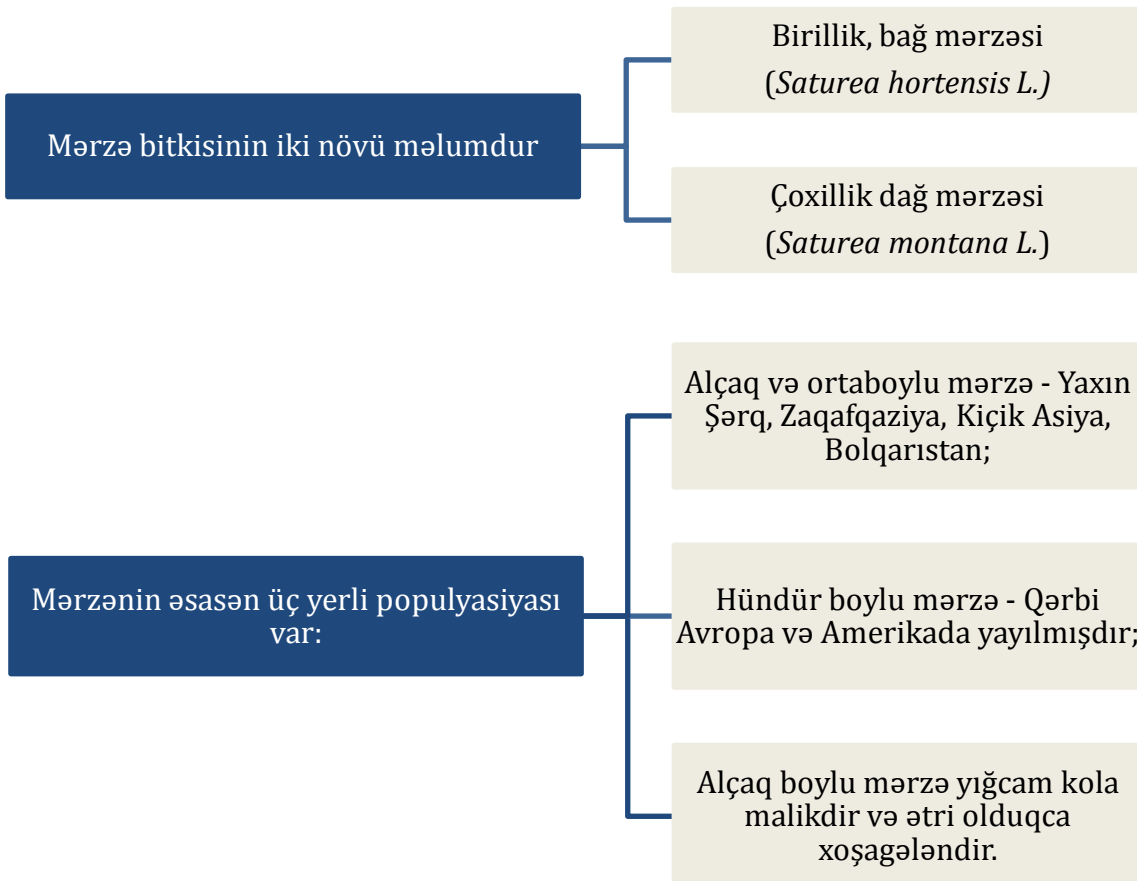 Mərzə bitkisinin iki növü məlumdur
Birillik, bağ mərzəsi
(Saturea hortensis L.)
Çoxillik dağ mərzəsi
(Saturea montana L.)
Mərzənin əsasən üç yerli populyasiyası
var:
Alçaq və ortaboylu mərzə - Yaxın
Şərq, Zaqafqaziya, Kiçik Asiya,
Bolqarıstan;
Hündür boylu mərzə - Qərbi
Avropa və Amerikada yayılmışdır;
Alçaq boylu mərzə yığcam kola
malikdir və ətri olduqca
xoşagələndir.